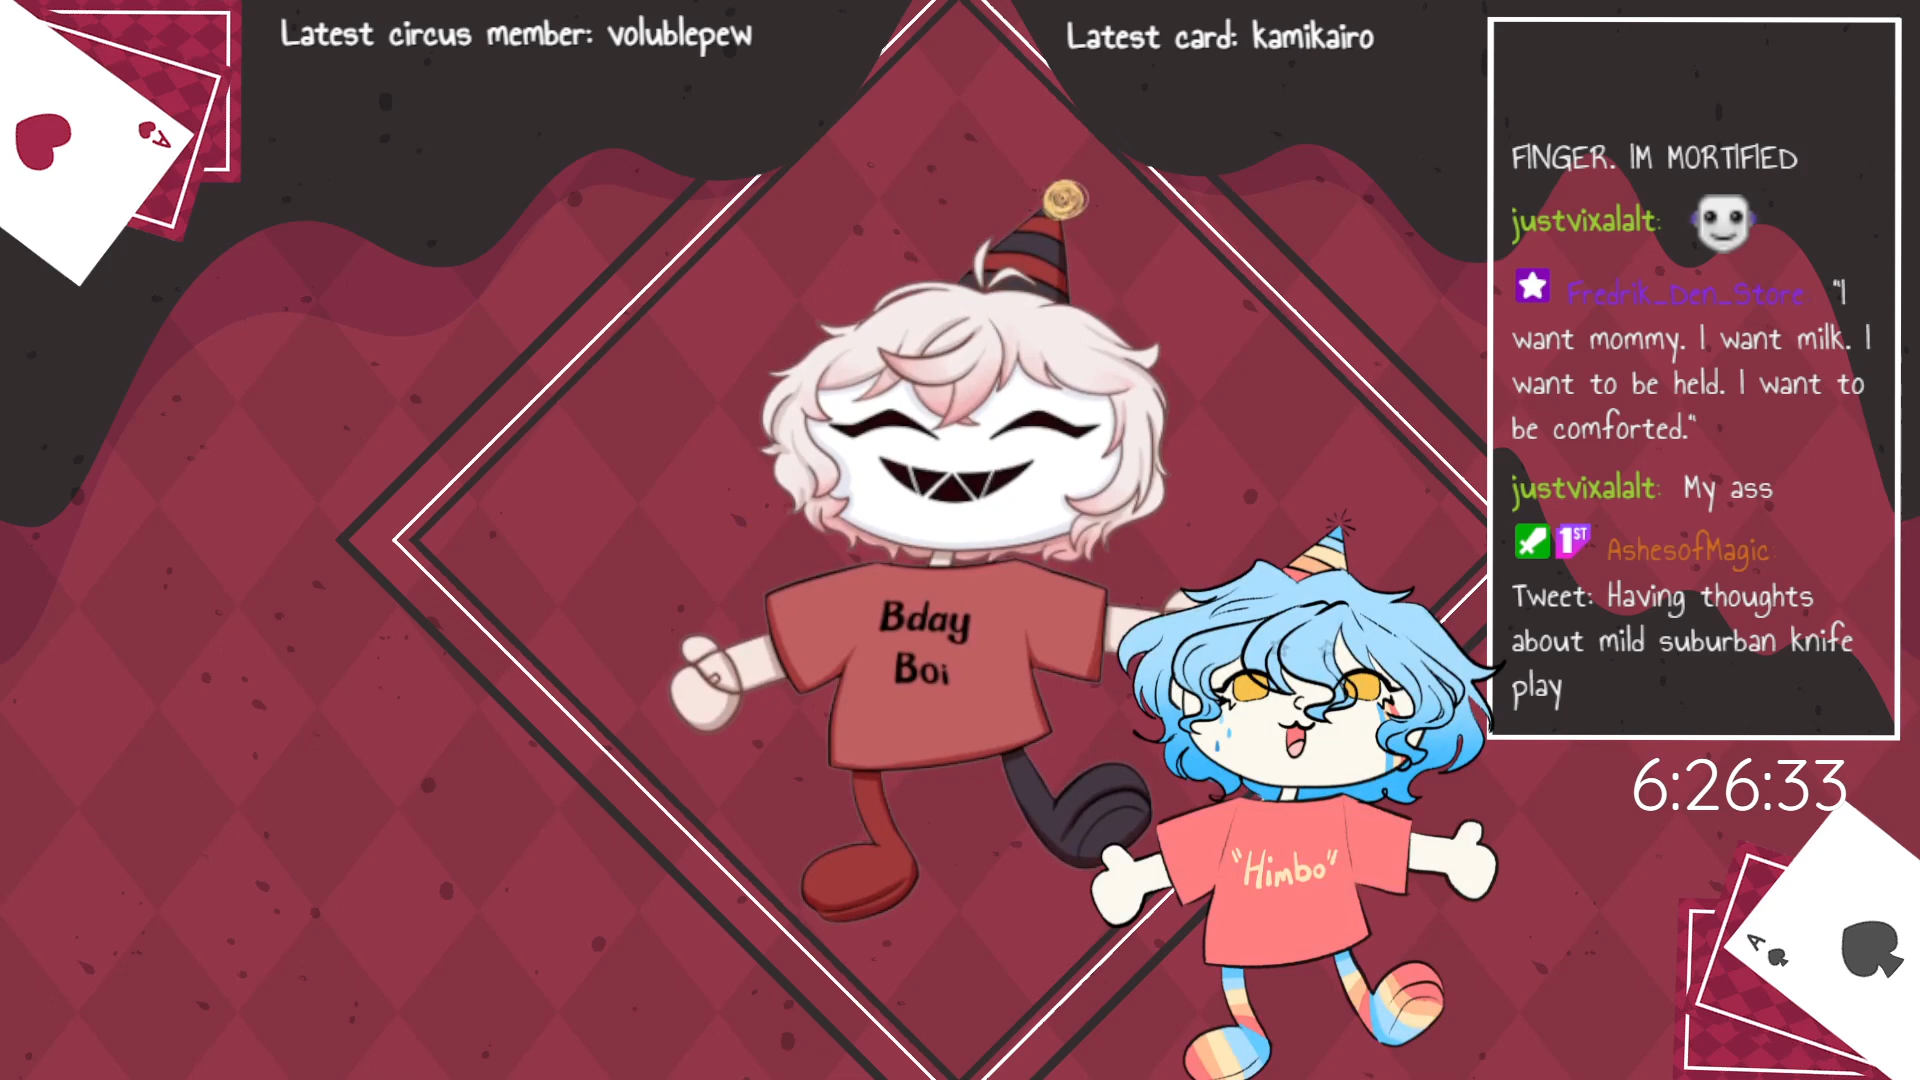 Latest circus member: volublepew
Latest card: kamikairo
A
FINGER. IM MORTIFIED
justvixalalt:
Fredrik_Den_Store: "I
want mommy. I want milk. I
want to be held. I want to
be comforted."
justvixalalt: My ass
1ST AshesofMagic:
Tweet: Having thoughts
about mild suburban knife
play
Bday
Boi
6:26:33
"Himbo"
A